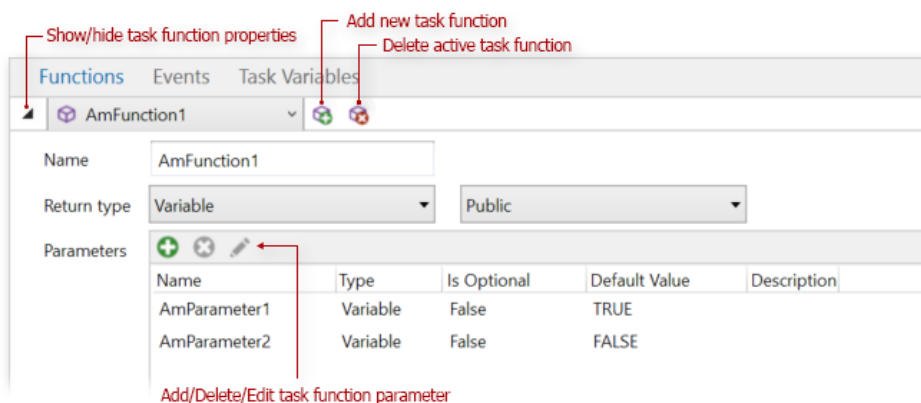 Add new task function
Show/hide task function properties
Delete active task function
Functions Events Task Variables
AmFunction1
Name AmFunction1
Return type Variable Public
Parameters
Name Type Is Optional Default Value Description
AmParameter1 Variable False TRUE
AmParameter2 Variable False FALSE
Add/Delete/Edit task function parameter